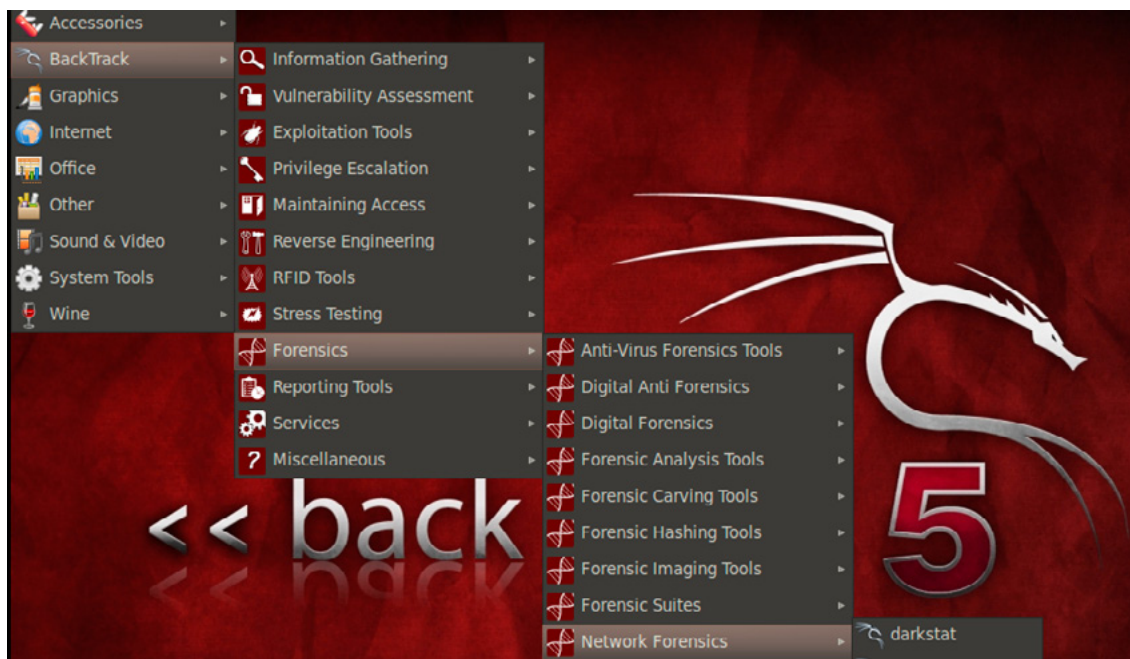 Accessories
BackTrack
Graphics
Internet
Office
Other
Sound & Video
System Tools
Wine
Information Gathering
Vulnerability Assessment
Exploitation Tools
Privilege Escalation
Maintaining Access
Reverse Engineering
RFID Tools
Stress Testing
Forensics
Reporting Tools
Services
Miscellaneous
Anti-Virus Forensics Tools
Digital Anti Forensics
Digital Forensics
Forensic Analysis Tools
Forensic Carving Tools
Forensic Hashing Tools
Forensic Imaging Tools
Forensic Suites
Network Forensics
darkstat
<< back
5